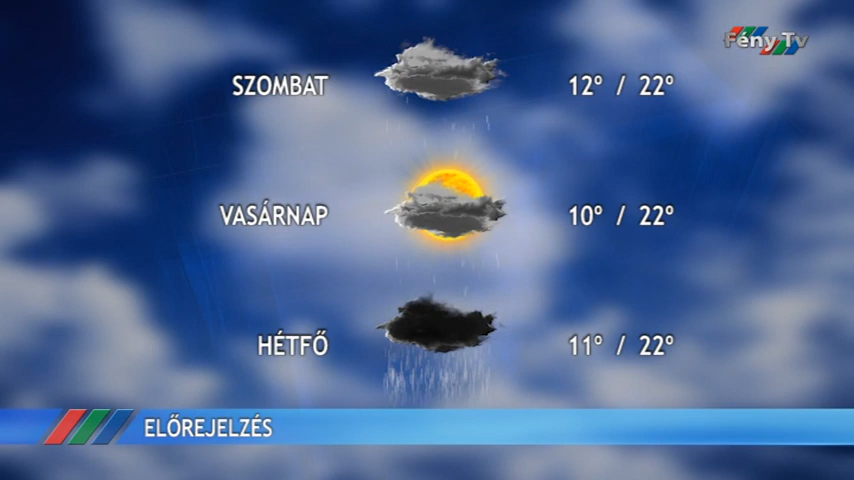 Fény Tv
SZOMBAT 12° / 22°
VASÁRNAP 10° / 22°
HÉTFŐ 11° / 22°
ELŐREJELZÉS